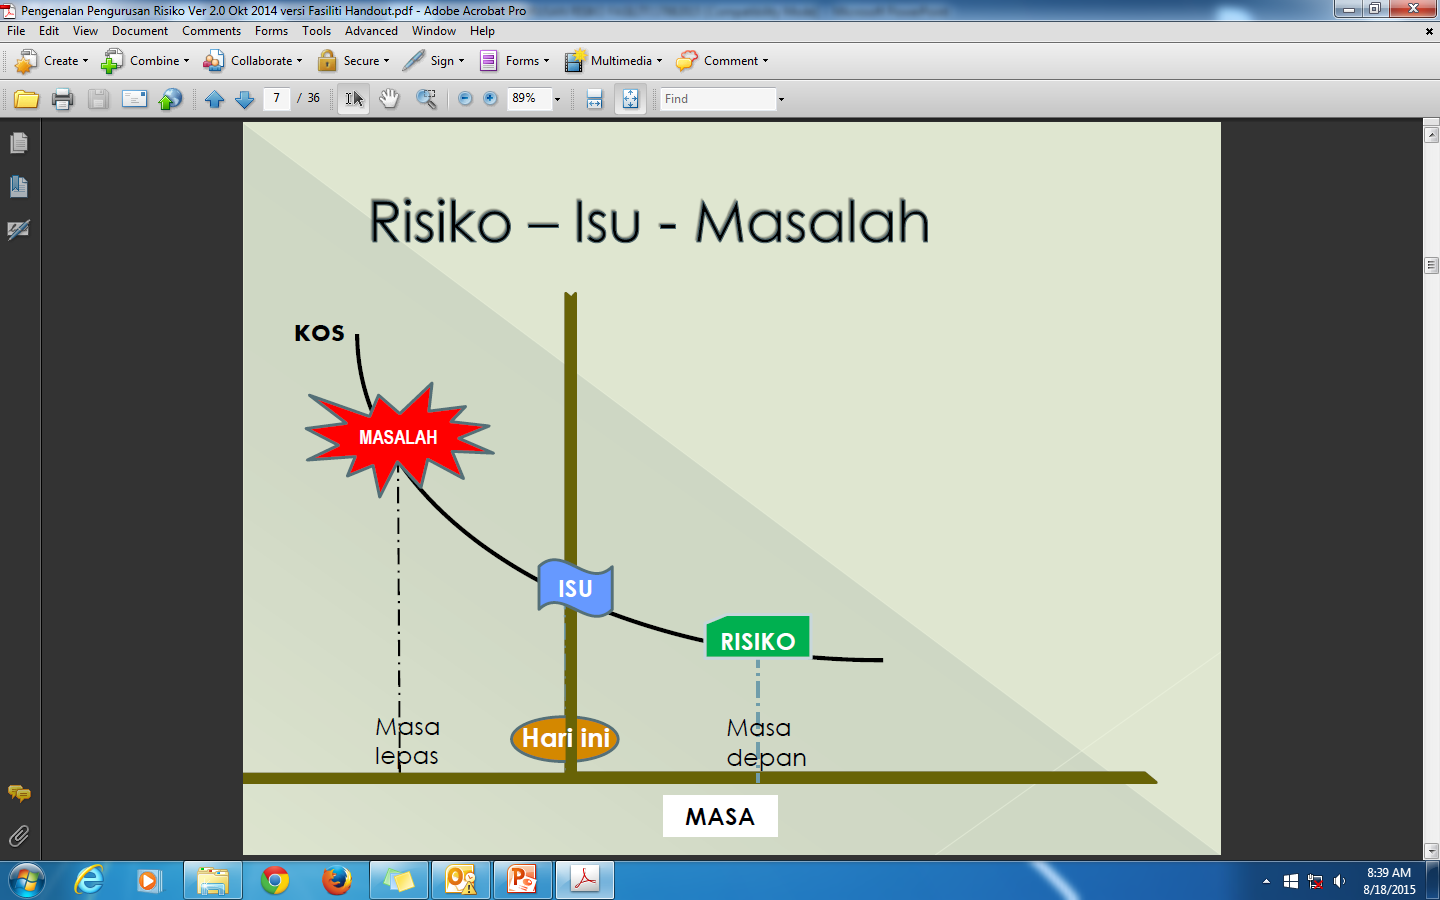 Pengenalan Pengurusan Risiko Ver 2.0 Okt 2014 versi Fasiliti Handout.pdf - Adobe Acrobat Pro
File Edit View Document Comments Forms Tools Advanced Window Help
Create Combine Collaborate Secure Sign Forms Multimedia Comment
7 / 36 89% Find
Risiko – Isu - Masalah
KOS
MASALAH
ISU
RISIKO
Masa
lepas
Hari ini
Masa
depan
MASA
8:39 AM
8/18/2015